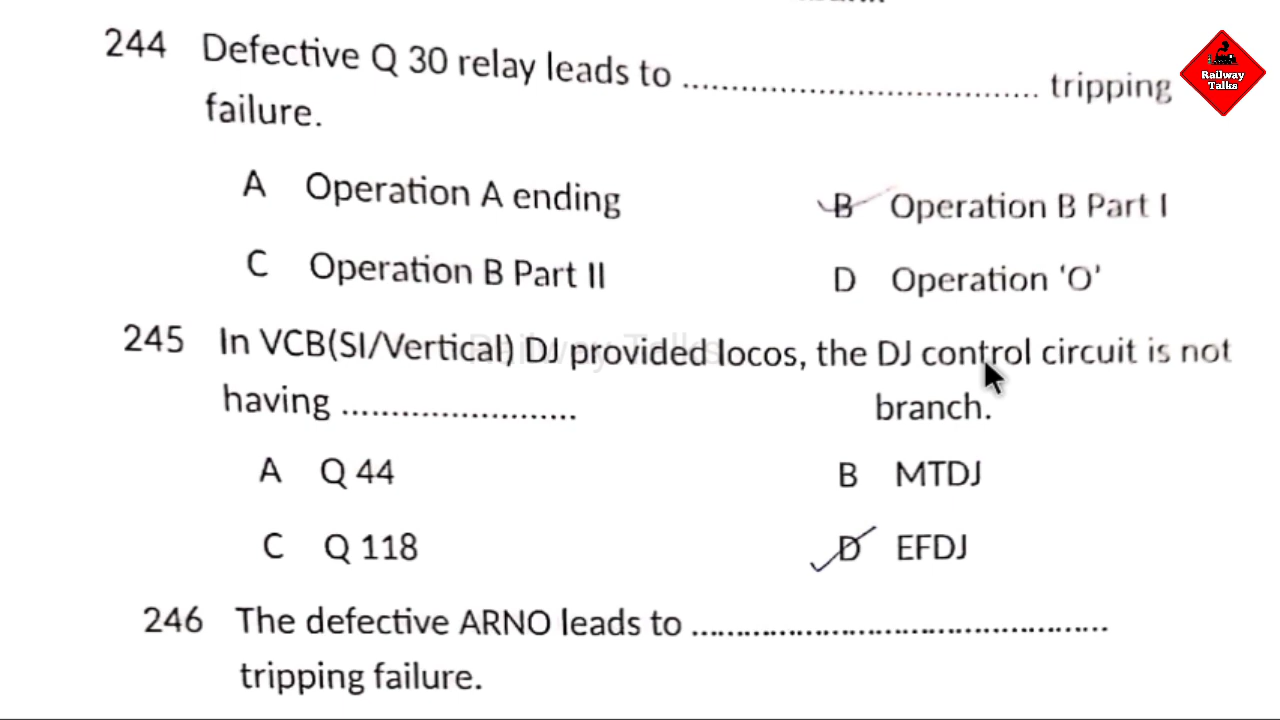 244 Defective Q 30 relay leads to ........................................ tripping
failure.
A Operation A ending
B Operation B Part I
C Operation B Part II
D Operation 'O'
245 In VCB(SI/Vertical) DJ provided locos, the DJ control circuit is not
having .......................... branch.
A Q 44
B MTDJ
C Q 118
D EFDJ
246 The defective ARNO leads to ................................................
tripping failure.
Railway
Talks
Railway Talks